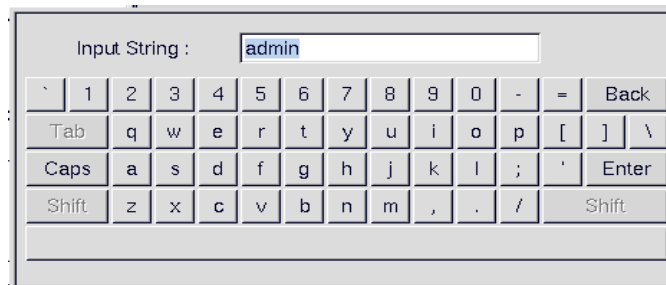 Input String : admin
` 1 2 3 4 5 6 7 8 9 0 - = Back
Tab q w e r t y u i o p [ ] \
Caps a s d f g h j k l ; ' Enter
Shift z x c v b n m , . / Shift